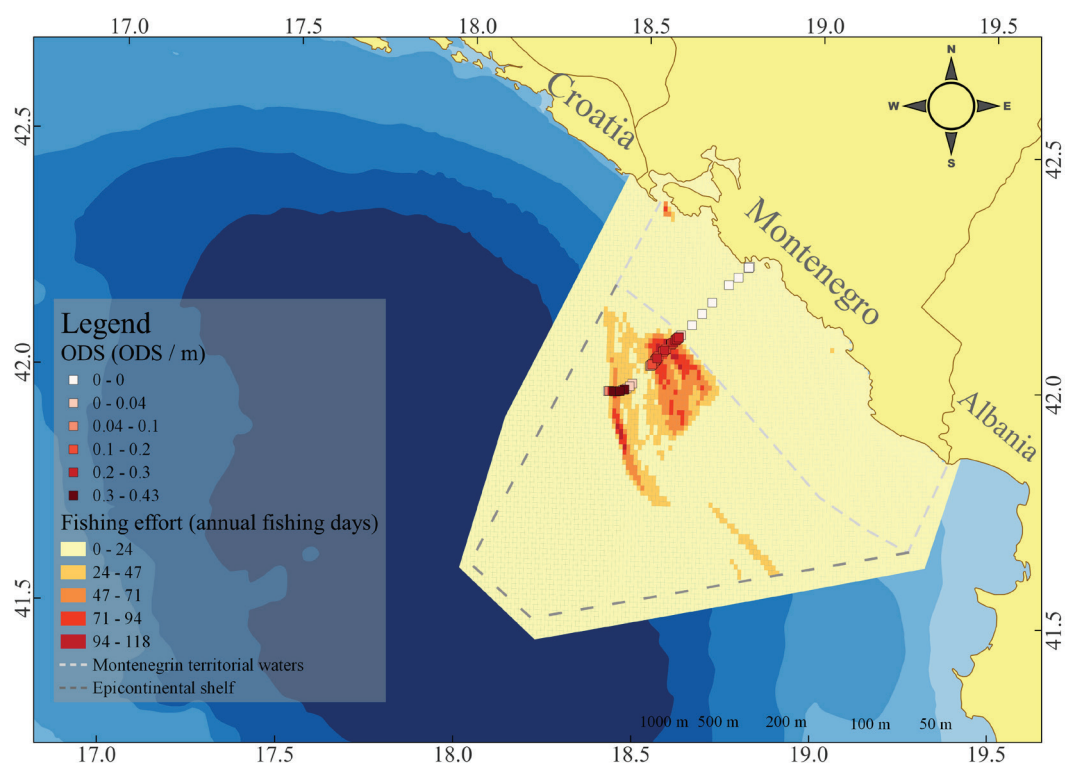 17.0 17.5 18.0 18.5 19.0 19.5
N
W E
S
42.5
42.5
Croatia
Montenegro
Albania
42.0
42.0
41.5
41.5
Legend
ODS (ODS / m)
0 - 0
0 - 0.04
0.04 - 0.1
0.1 - 0.2
0.2 - 0.3
0.3 - 0.43
Fishing effort (annual fishing days)
0 - 24
24 - 47
47 - 71
71 - 94
94 - 118
Montenegrin territorial waters
Epicontinental shelf
1000 m 500 m 200 m 100 m 50 m
17.0 17.5 18.0 18.5 19.0 19.5